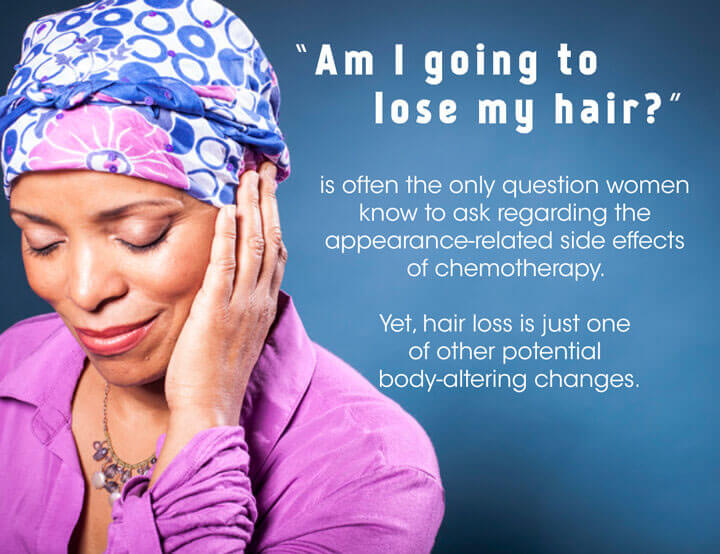 "Am I going to
lose my hair?"
is often the only question women
know to ask regarding the
appearance-related side effects
of chemotherapy.
Yet, hair loss is just one
of other potential
body-altering changes.